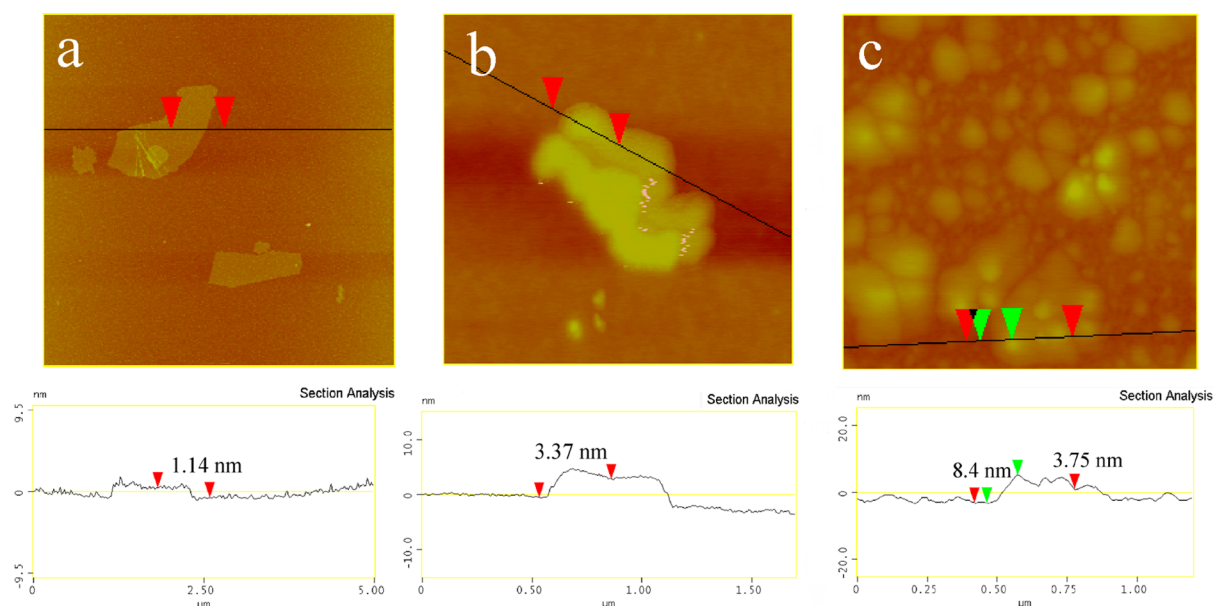 a
b
c
nm
Section Analysis
9.5
0
-9.5
1.14 nm
0
2.50
5.00
μm
nm
Section Analysis
10.0
0
-10.0
3.37 nm
0
0.50
1.00
1.50
μm
nm
Section Analysis
20.0
0
-20.0
8.4 nm
3.75 nm
0
0.25
0.50
0.75
1.00
μm